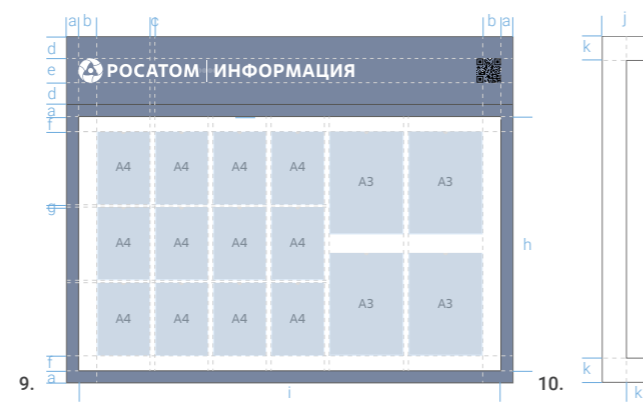 a b c b a j
d k
e РОСАТОМ ИНФОРМАЦИЯ
d
a
f
A4 A4 A4 A4 A3 A3
g
A4 A4 A4 A4 h
A4 A4 A4 A4 A3 A3
f k
a
9. i 10. k